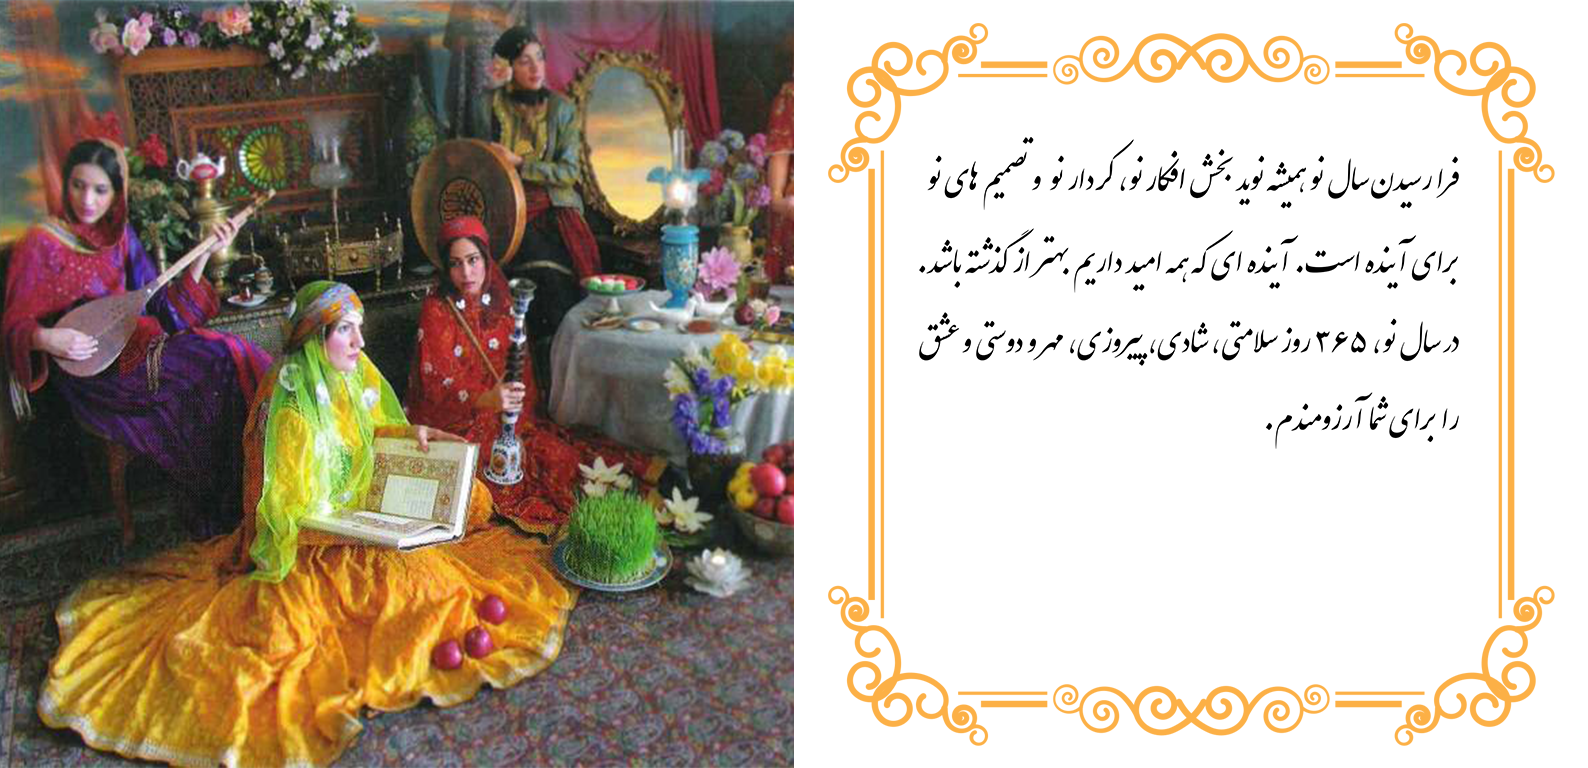 فرا رسیدن سال نو همیشه نوید بخش افکار نو، کردار نو و تصمیم های نو
برای آینده است. آینده ای که همه امید داریم بهتر از گذشته باشد.
در سال نو، ۳۶۵ روز سلامتی، شادی، پیروزی، مهر و دوستی و عشق
را برای شما آرزومندم.